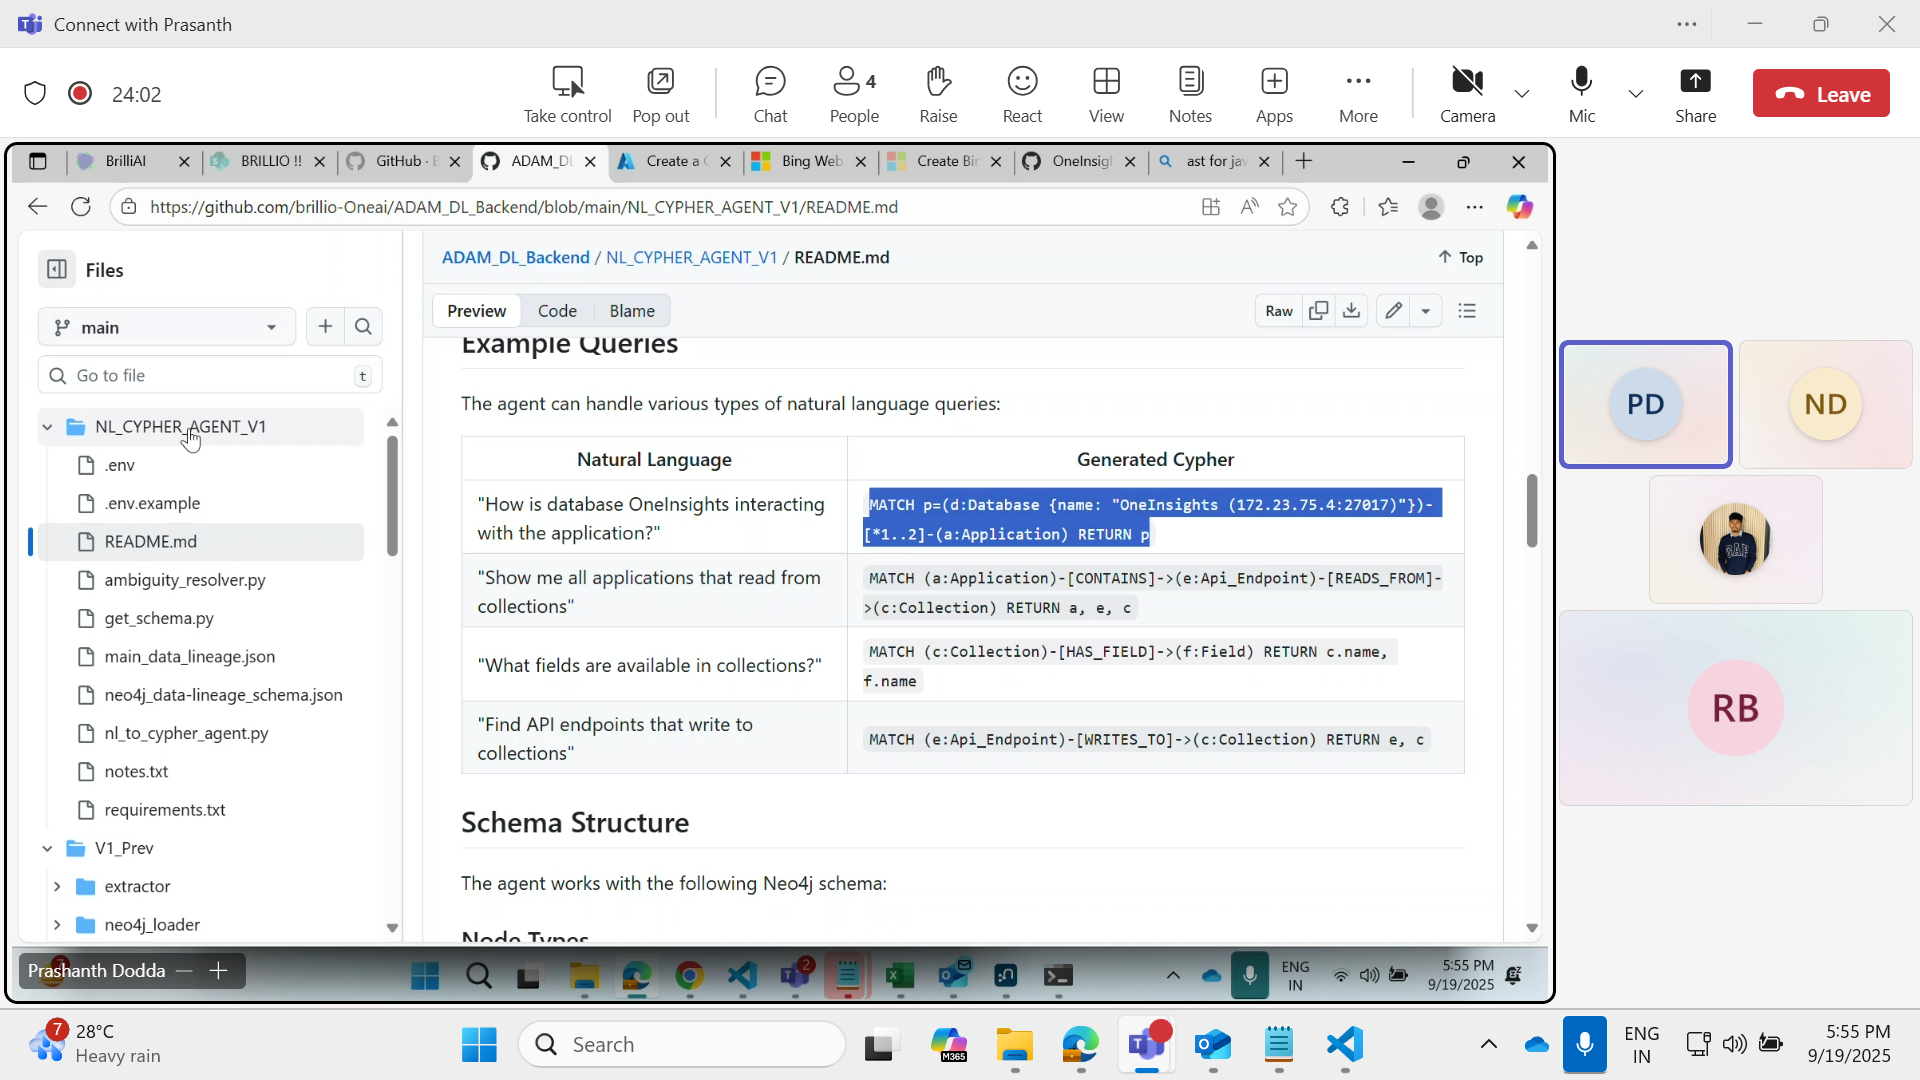 Connect with Prasanth
24:02
Take control
Pop out
Chat
4
People
Raise
React
View
Notes
Apps
More
Camera
Mic
Share
Leave
BrilliAI
BRILLIO !!
GitHub
ADAM_DL
Create a
Bing Web
Create Bi
OneInsigh
ast for jav
https://github.com/brillio-Oneai/ADAM_DL_Backend/blob/main/NL_CYPHER_AGENT_V1/README.md
Files
main
Go to file
t
NL_CYPHER_AGENT_V1
.env
.env.example
README.md
ambiguity_resolver.py
get_schema.py
main_data_lineage.json
neo4j_data-lineage_schema.json
nl_to_cypher_agent.py
notes.txt
requirements.txt
V1_Prev
extractor
neo4j_loader
ADAM_DL_Backend / NL_CYPHER_AGENT_V1 / README.md
Top
Preview
Code
Blame
Raw
Example Queries
The agent can handle various types of natural language queries:
Natural Language
Generated Cypher
"How is database OneInsights interacting
with the application?"
MATCH p=(d:Database {name: "OneInsights (172.23.75.4:27017)"})-
[*1..2]-(a:Application) RETURN p
"Show me all applications that read from
collections"
MATCH (a:Application)-[CONTAINS]->(e:Api_Endpoint)-[READS_FROM]-
>(c:Collection) RETURN a, e, c
"What fields are available in collections?"
MATCH (c:Collection)-[HAS_FIELD]->(f:Field) RETURN c.name,
f.name
"Find API endpoints that write to
collections"
MATCH (e:Api_Endpoint)-[WRITES_TO]->(c:Collection) RETURN e, c
Schema Structure
The agent works with the following Neo4j schema:
Node Types
PD
ND
GAP
RB
Prashanth Dodda
2
ENG
IN
5:55 PM
9/19/2025
7
28°C
Heavy rain
Search
M365
ENG
IN
5:55 PM
9/19/2025